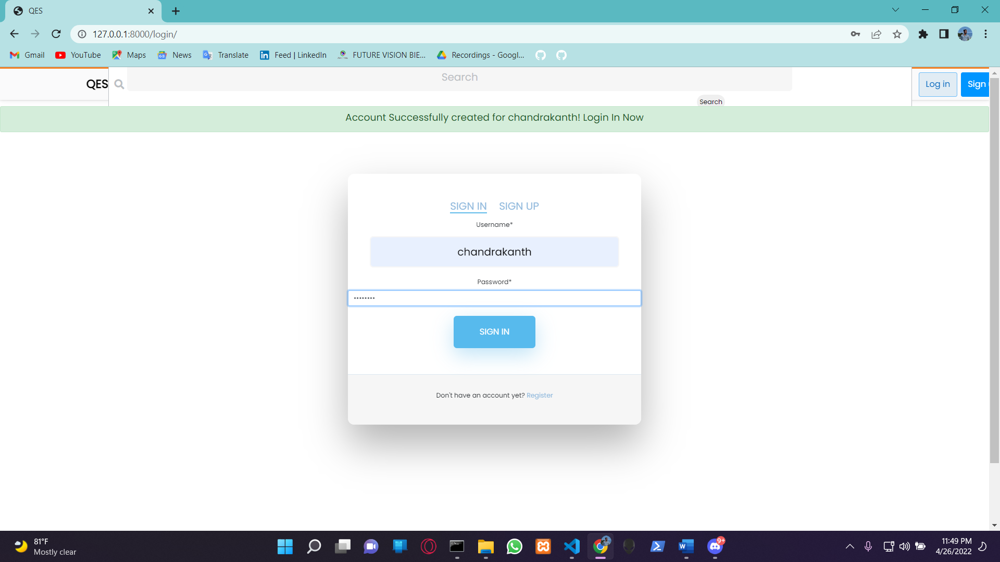 QES
127.0.0.1:8000/login/
Gmail
YouTube
Maps
News
Translate
Feed | LinkedIn
FUTURE VISION BIE...
Recordings - Googl...
QES
Search
Log in
Sign
Search
Account Successfully created for chandrakanth! Login In Now
SIGN IN SIGN UP
Username*
chandrakanth
Password*
••••••••
SIGN IN
Don't have an account yet? Register
81°F
Mostly clear
9+
11:49 PM
4/26/2022